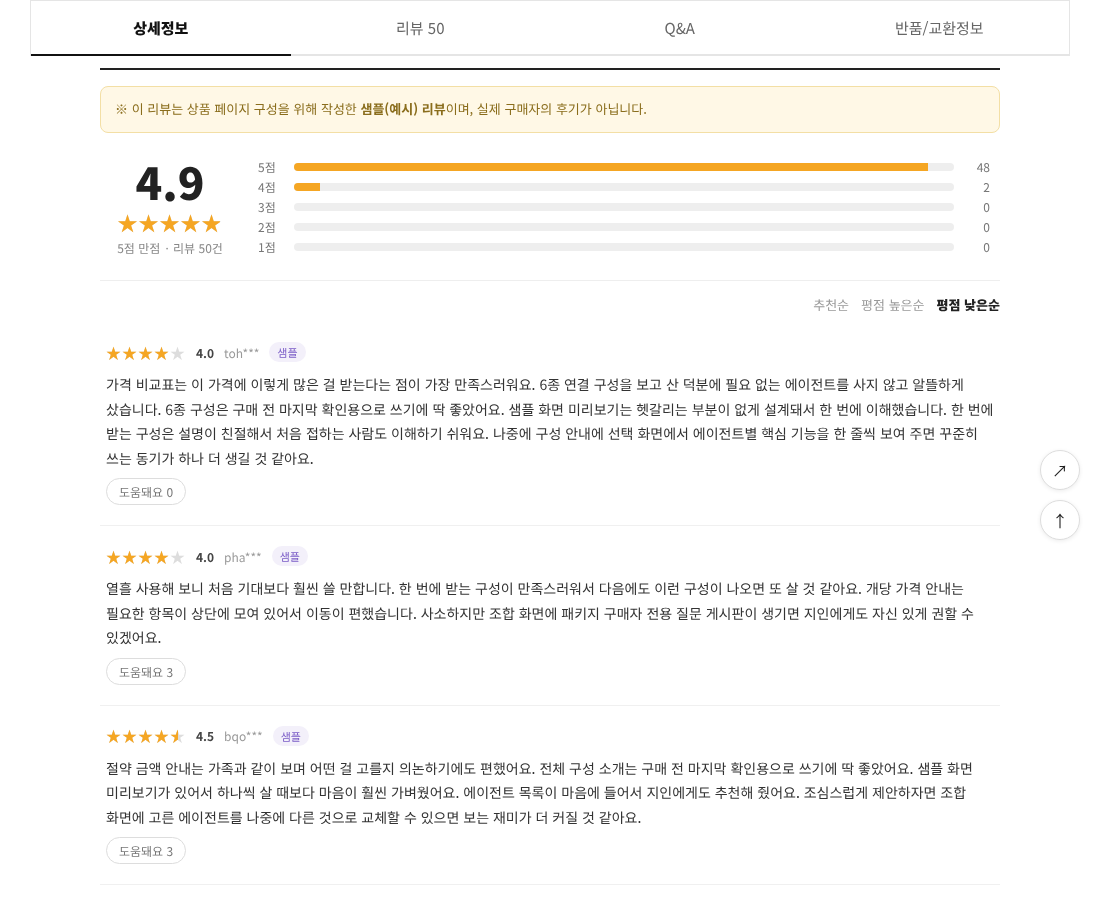 상세정보
리뷰 50
Q&A
반품/교환정보
※ 이 리뷰는 상품 페이지 구성을 위해 작성한 샘플(예시) 리뷰이며, 실제 구매자의 후기가 아닙니다.
4.9
★★★★★
5점 만점 · 리뷰 50건
5점 48
4점 2
3점 0
2점 0
1점 0
추천순 평점 높은순 평점 낮은순
★★★★★ 4.0 toh*** 샘플
가격 비교표는 이 가격에 이렇게 많은 걸 받는다는 점이 가장 만족스러워요. 6종 연결 구성을 보고 산 덕분에 필요 없는 에이전트를 사지 않고 알뜰하게
샀습니다. 6종 구성은 구매 전 마지막 확인용으로 쓰기에 딱 좋았어요. 샘플 화면 미리보기는 헷갈리는 부분이 없게 설계돼서 한 번에 이해했습니다. 한 번에
받는 구성은 설명이 친절해서 처음 접하는 사람도 이해하기 쉬워요. 나중에 구성 안내에 선택 화면에서 에이전트별 핵심 기능을 한 줄씩 보여 주면 꾸준히
쓰는 동기가 하나 더 생길 것 같아요.
도움돼요 0
★★★★★ 4.0 pha*** 샘플
열흘 사용해 보니 처음 기대보다 훨씬 쓸 만합니다. 한 번에 받는 구성이 만족스러워서 다음에도 이런 구성이 나오면 또 살 것 같아요. 개당 가격 안내는
필요한 항목이 상단에 모여 있어서 이동이 편했습니다. 사소하지만 조합 화면에 패키지 구매자 전용 질문 게시판이 생기면 지인에게도 자신 있게 권할 수
있겠어요.
도움돼요 3
★★★★★ 4.5 bqo*** 샘플
절약 금액 안내는 가족과 같이 보며 어떤 걸 고를지 의논하기에도 편했어요. 전체 구성 소개는 구매 전 마지막 확인용으로 쓰기에 딱 좋았어요. 샘플 화면
미리보기가 있어서 하나씩 살 때보다 마음이 훨씬 가벼웠어요. 에이전트 목록이 마음에 들어서 지인에게도 추천해 줬어요. 조심스럽게 제안하자면 조합
화면에 고른 에이전트를 나중에 다른 것으로 교체할 수 있으면 보는 재미가 더 커질 것 같아요.
도움돼요 3